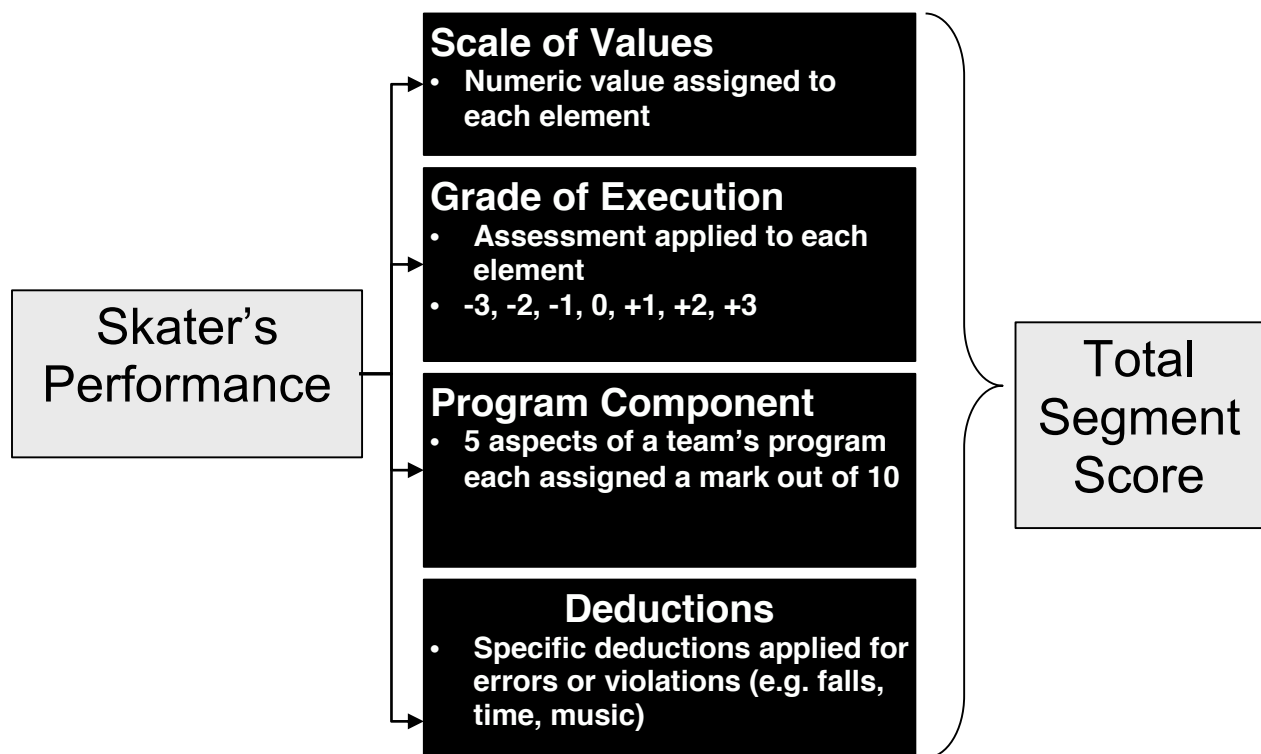 Skater's
Performance
Scale of Values
• Numeric value assigned to
each element
Grade of Execution
• Assessment applied to each
element
• -3, -2, -1, 0, +1, +2, +3
Program Component
• 5 aspects of a team's program
each assigned a mark out of 10
Deductions
• Specific deductions applied for
errors or violations (e.g. falls,
time, music)
Total
Segment
Score